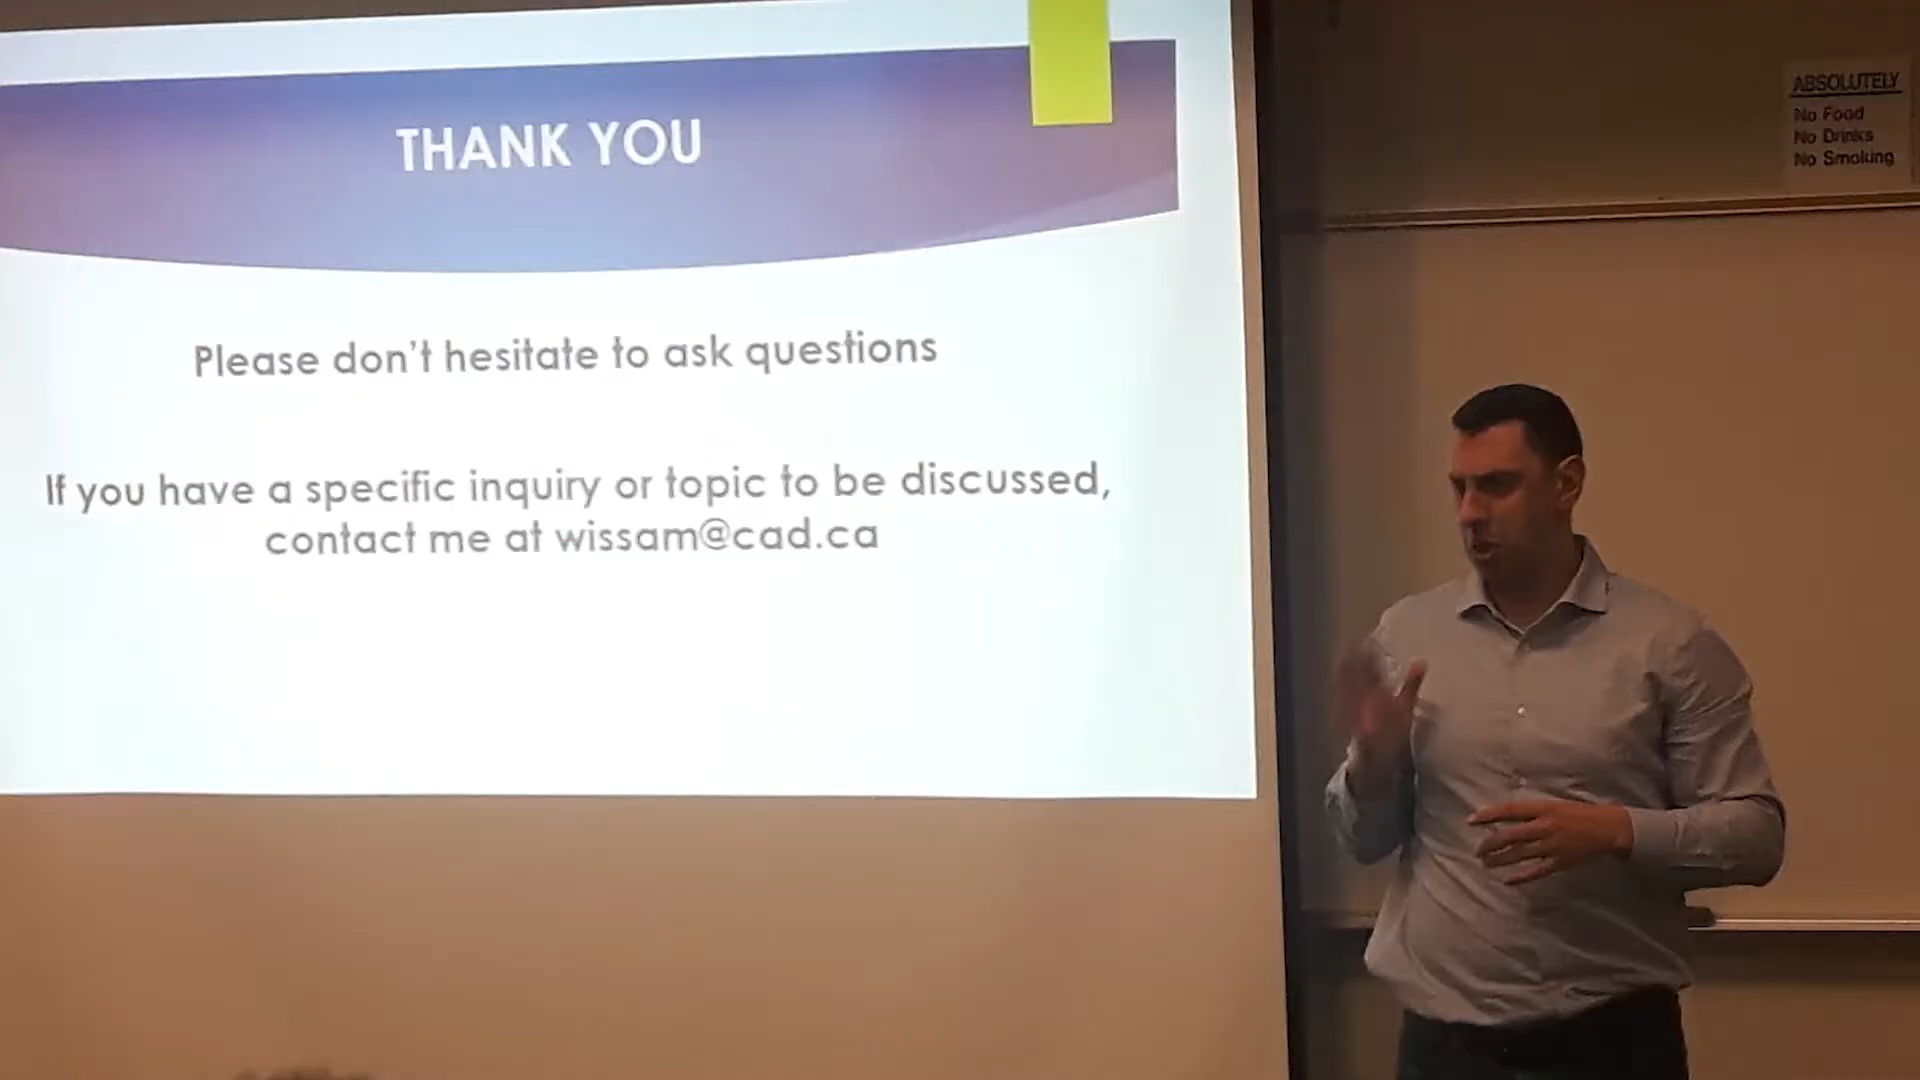 THANK YOU
Please don't hesitate to ask questions
If you have a specific inquiry or topic to be discussed,
contact me at wissam@cad.ca
ABSOLUTELY
No Food
No Drinks
No Smoking